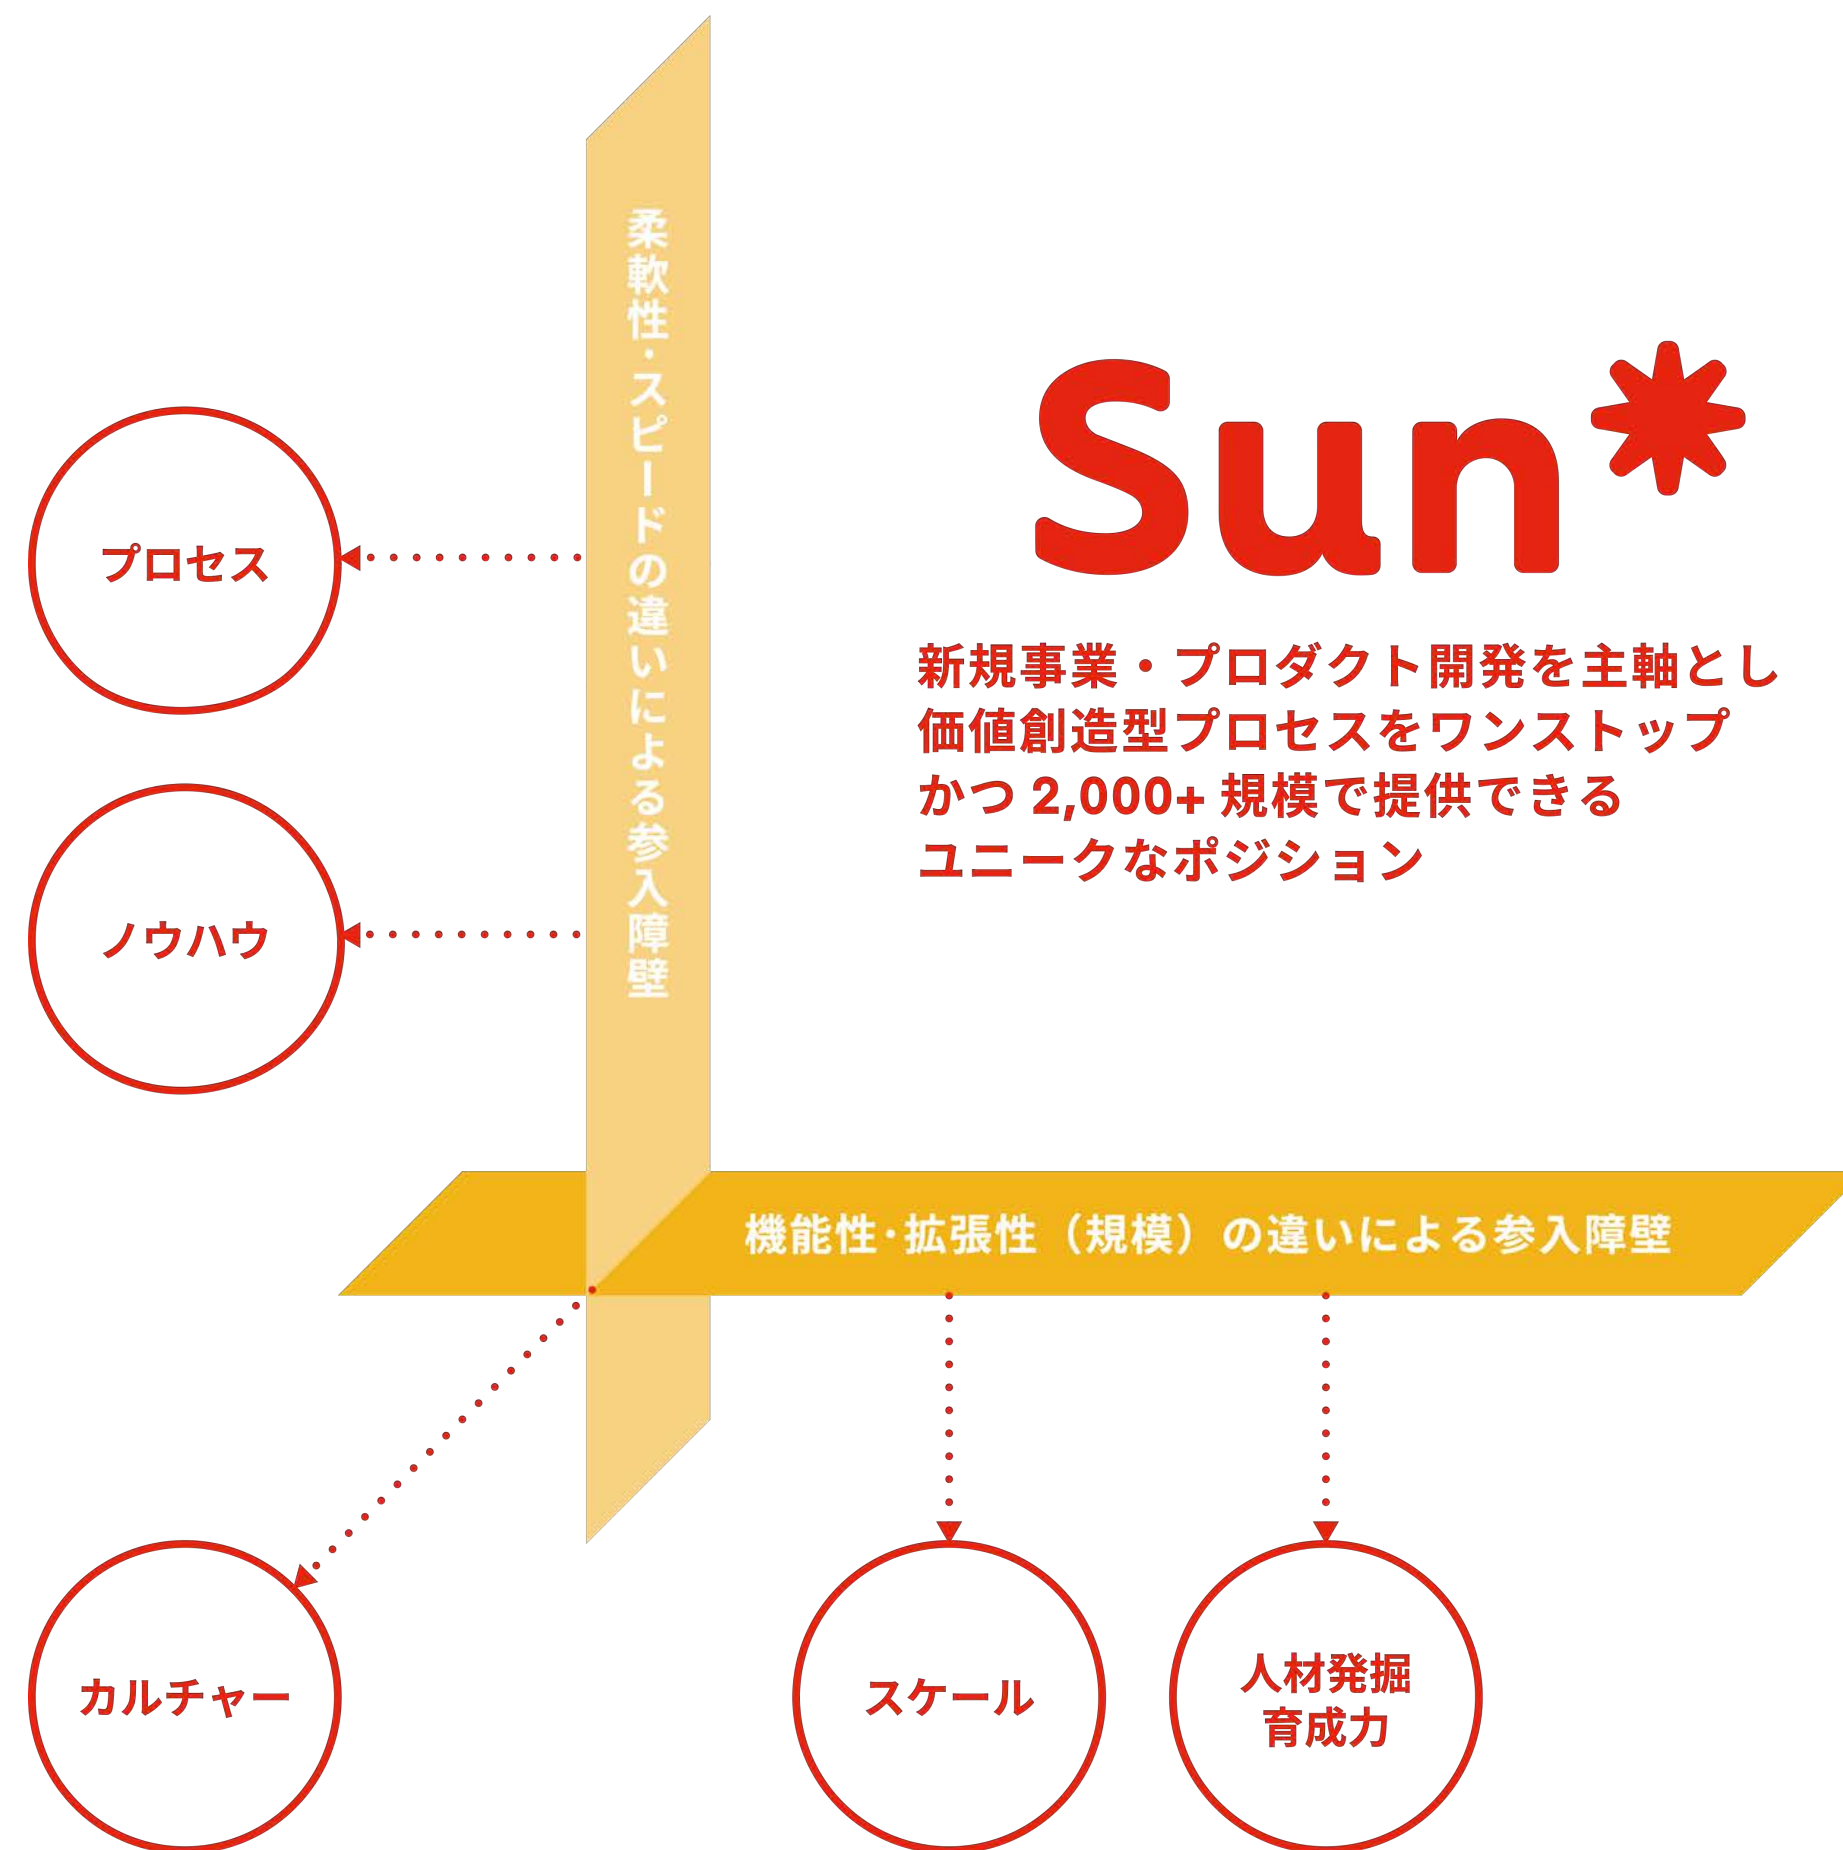 柔軟性・スピードの違いによる参入障壁
Sun*
新規事業・プロダクト開発を主軸とし
価値創造型プロセスをワンストップ
かつ 2,000+ 規模で提供できる
ユニークなポジション
プロセス
ノウハウ
機能性・拡張性（規模）の違いによる参入障壁
カルチャー
スケール
人材発掘
育成力